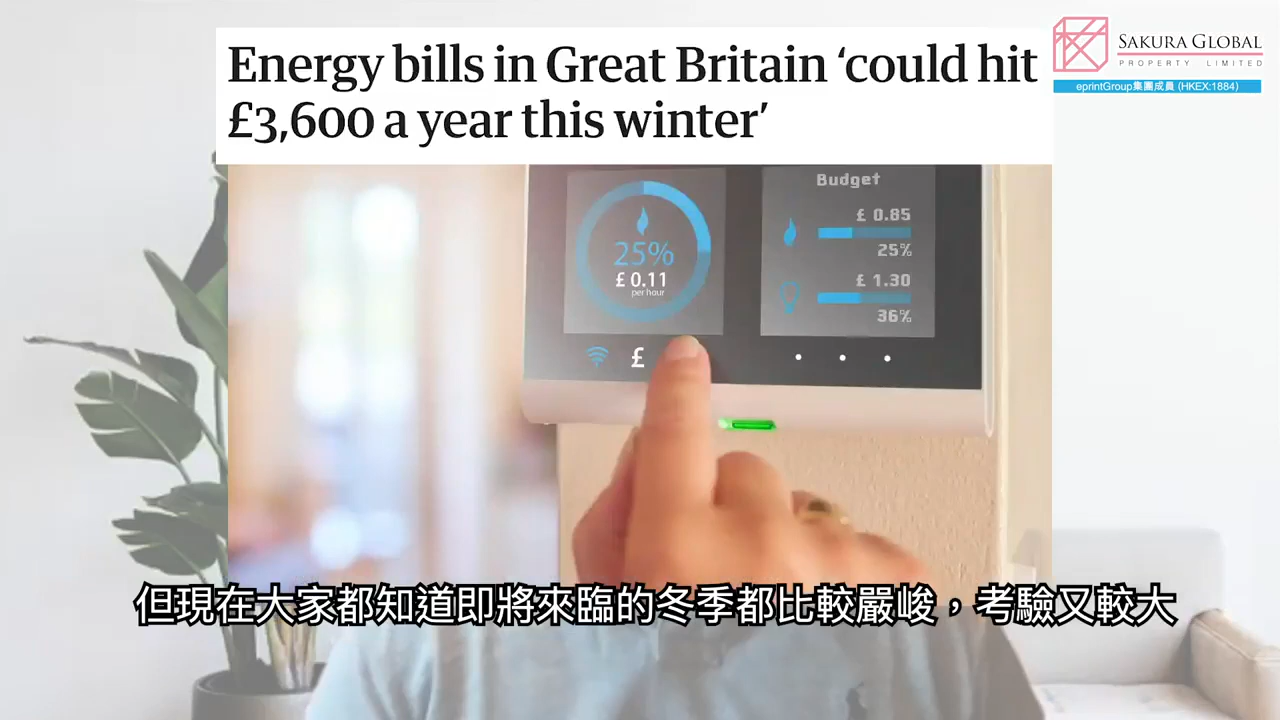 Energy bills in Great Britain ‘could hit
£3,600 a year this winter’
SAKURA GLOBAL
PROPERTY LIMITED
eprintGroup集團成員 (HKEX:1884)
25%
£ 0.11
per hour
£
Budget
£ 0.85
25%
£ 1.30
36%
但現在大家都知道即將來臨的冬季都比較嚴峻，考驗又較大